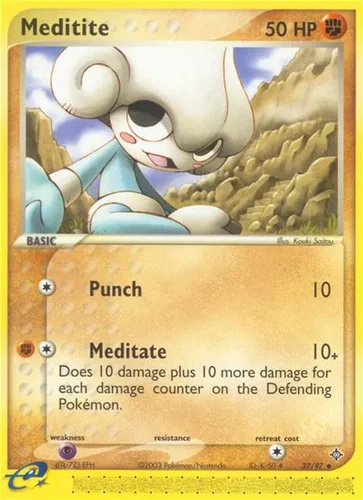 Meditite 50 HP
BASIC Illus. Kouki Saitou
Punch 10
Meditate 10+
Does 10 damage plus 10 more damage for
each damage counter on the Defending
Pokémon.
weakness resistance retreat cost
©2003 Pokémon/Nintendo 37/97
e